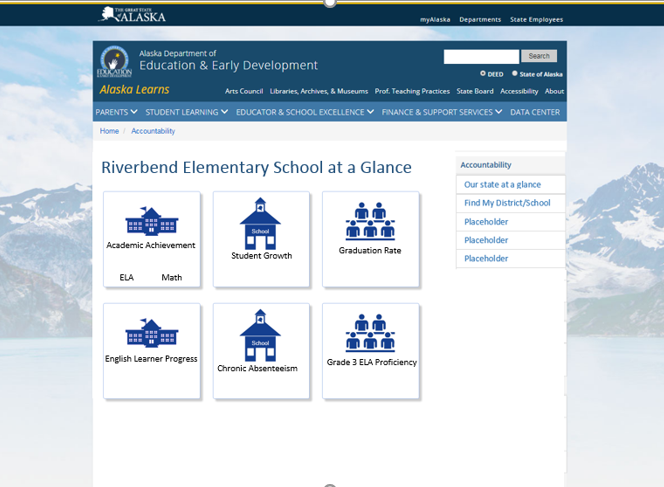 THE GREAT STATE
of ALASKA
myAlaska Departments State Employees
Alaska Department of
Education & Early Development
EDUCATION
Search
DEED State of Alaska
Alaska Learns
Arts Council Libraries, Archives, & Museums Prof. Teaching Practices State Board Accessibility About
PARENTS STUDENT LEARNING EDUCATOR & SCHOOL EXCELLENCE FINANCE & SUPPORT SERVICES DATA CENTER
Home / Accountability
Riverbend Elementary School at a Glance
Academic Achievement
ELA Math
School
Student Growth
Graduation Rate
English Learner Progress
School
Chronic Absenteeism
Grade 3 ELA Proficiency
Accountability
Our state at a glance
Find My District/School
Placeholder
Placeholder
Placeholder